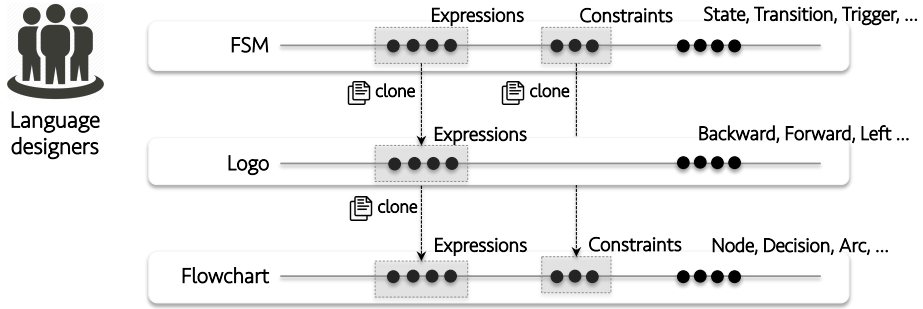 Expressions Constraints State, Transition, Trigger, ...
FSM
clone clone
Language
designers
Expressions Backward, Forward, Left ...
Logo
clone
Expressions Constraints Node, Decision, Arc, ...
Flowchart